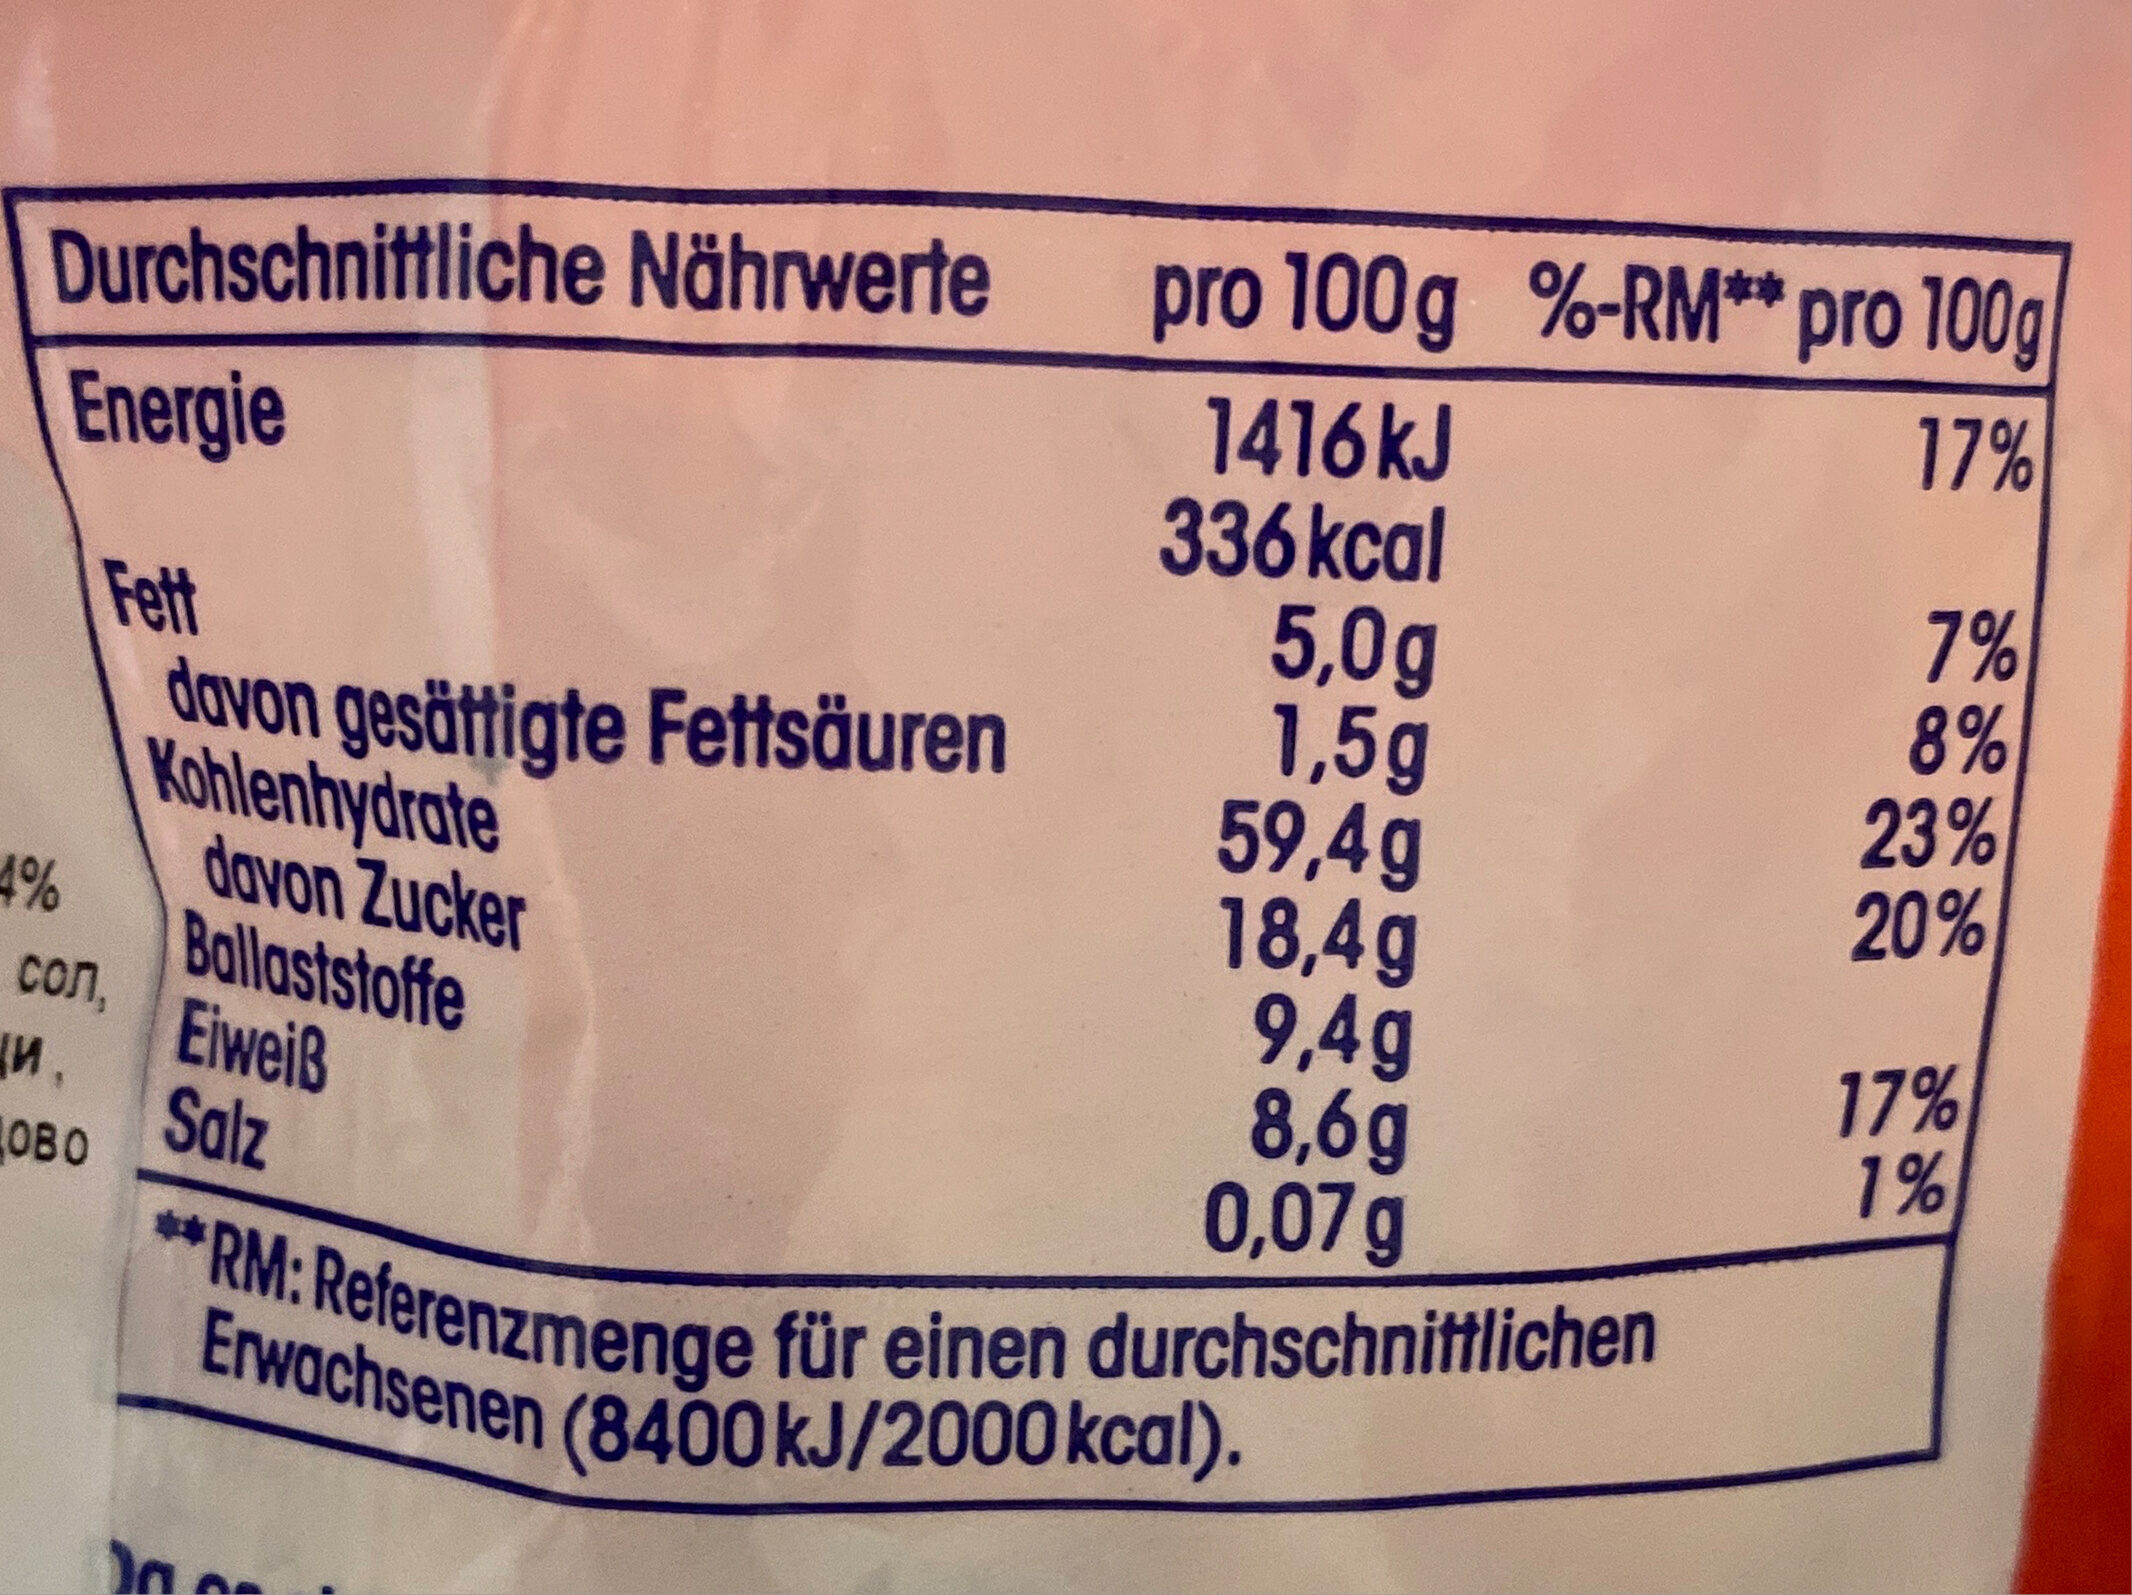 Durchschnittliche Nährwerte pro 100g %-RM** pro 100g
Energie 1416kJ 17%
336kcal
Fett 5,0g 7%
davon gesättigte Fettsäuren 1,5g 8%
Kohlenhydrate 59,4g 23%
davon Zucker 18,4g 20%
Ballaststoffe 9,4g
Eiweiß 8,6g 17%
Salz 0,07g 1%
**RM: Referenzmenge für einen durchschnittlichen
Erwachsenen (8400kJ/2000kcal).
4%
сол,